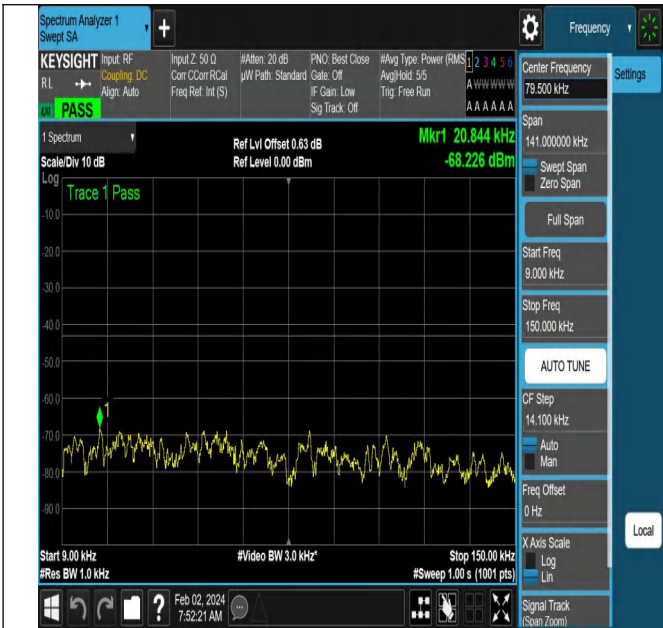 Spectrum Analyzer 1
Swept SA
+
Frequency
KEYSIGHT
Input: RF
Coupling: DC
Align: Auto
Input Z: 50 Ω
Corr CCorr RCal
Freq Ref: Int (S)
#Atten: 20 dB
µW Path: Standard
PNO: Best Close
Gate: Off
IF Gain: Low
Sig Track: Off
#Avg Type: Power (RMS
Avg|Hold: 5/5
Trig: Free Run
1 2 3 4 5 6
A W W W W W
A A A A A A
R L
PASS
1 Spectrum
Scale/Div 10 dB
Log
Ref Lvl Offset 0.63 dB
Ref Level 0.00 dBm
Mkr1 20.844 kHz
-68.226 dBm
Trace 1 Pass
-10.0
-20.0
-30.0
-40.0
-50.0
-60.0
-70.0
-80.0
-90.0
1
Start 9.00 kHz
#Res BW 1.0 kHz
#Video BW 3.0 kHz*
Stop 150.00 kHz
#Sweep 1.00 s (1001 pts)
?
Feb 02, 2024
7:52:21 AM
Center Frequency
79.500 kHz
Settings
Span
141.000000 kHz
Swept Span
Zero Span
Full Span
Start Freq
9.000 kHz
Stop Freq
150.000 kHz
AUTO TUNE
CF Step
14.100 kHz
Auto
Man
Freq Offset
0 Hz
X Axis Scale
Log
Lin
Local
Signal Track
(Span Zoom)